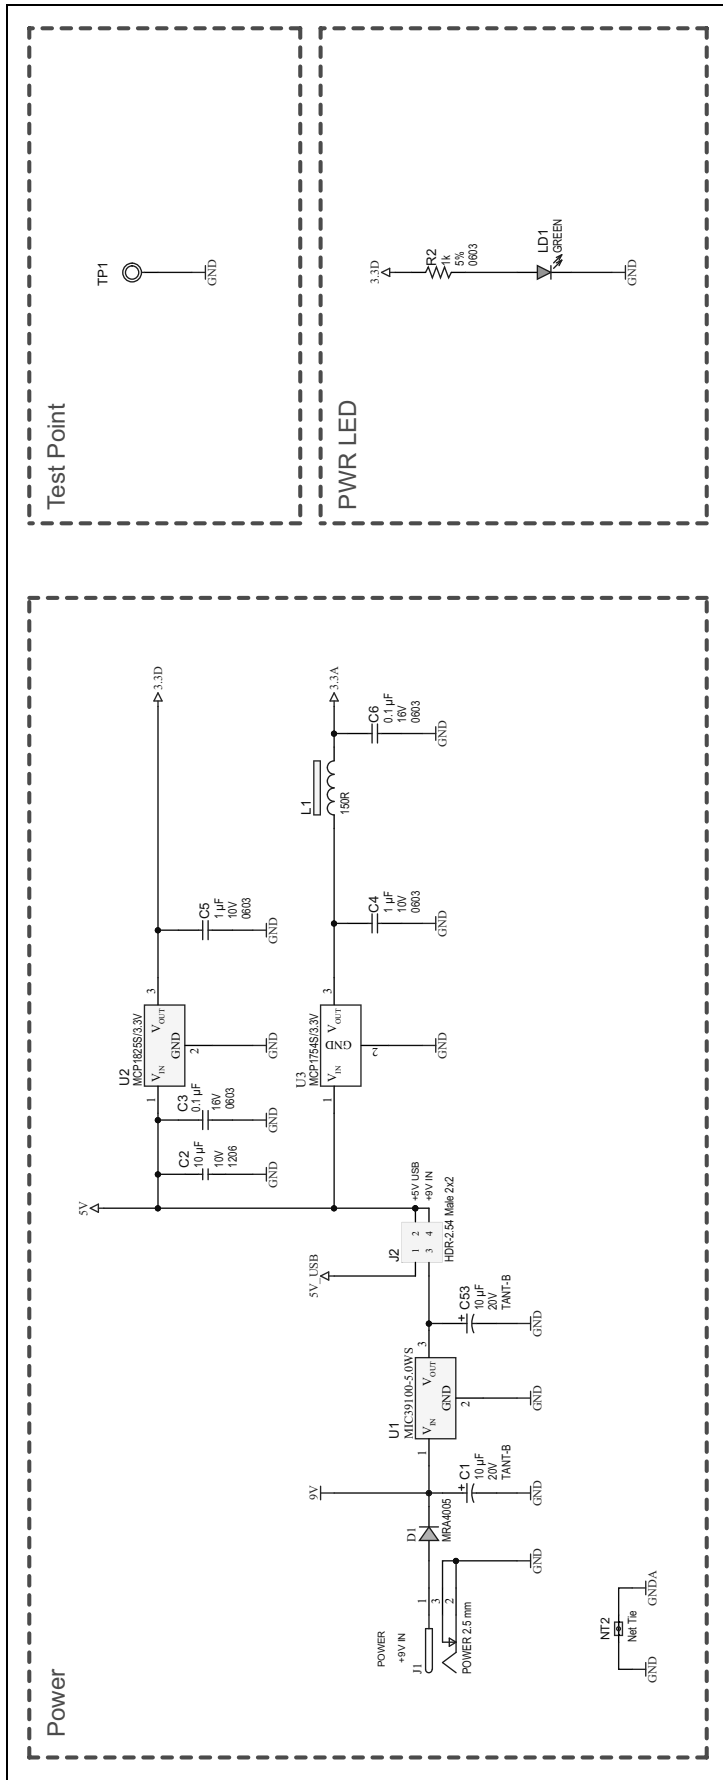 Power
POWER
+9V IN
J1
1
3
2
POWER 2.5 mm
GND
D1
MRA4005
9V
C1
10 µF
20V
TANT-B
GND
U1
MIC39100-5.0WS
1
V_IN
V_OUT
3
GND
2
GND
C53
10 µF
20V
TANT-B
GND
5V_USB
J2
1
2
3
4
+5V USB
+9V IN
HDR-2.54 Male 2x2
5V
C2
10 µF
10V
1206
GND
C3
0.1 µF
16V
0603
GND
U2
MCP1825S/3.3V
1
V_IN
V_OUT
3
GND
2
GND
C5
1 µF
10V
0603
GND
3.3D
U3
MCP1754S/3.3V
1
V_IN
V_OUT
3
GND
2
GND
C4
1 µF
10V
0603
GND
L1
150R
C6
0.1 µF
16V
0603
GND
3.3A
NT2
Net Tie
GND
GNDA
Test Point
TP1
GND
PWR LED
3.3D
R2
1k
5%
0603
LD1
GREEN
GND